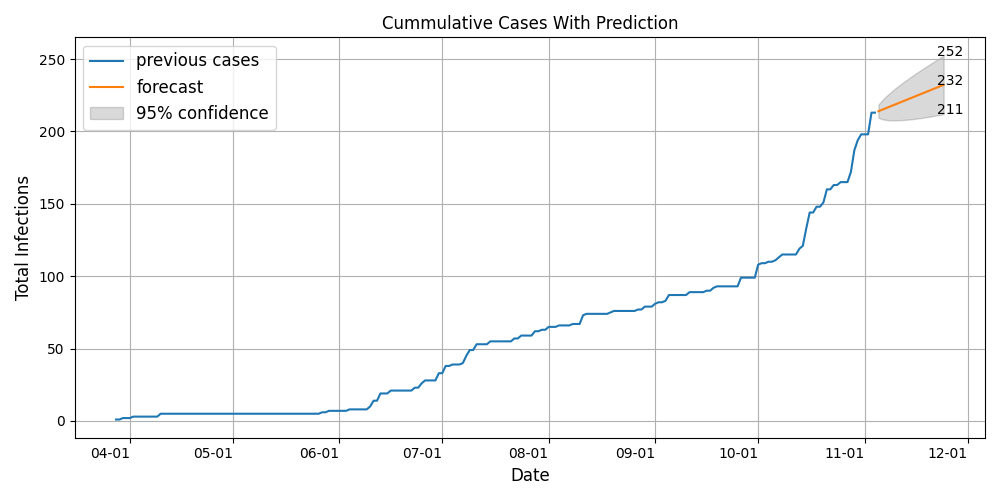 Cummulative Cases With Prediction
previous cases
forecast
95% confidence
252
232
211
250
200
150
100
50
0
Total Infections
04-01 05-01 06-01 07-01 08-01 09-01 10-01 11-01 12-01
Date